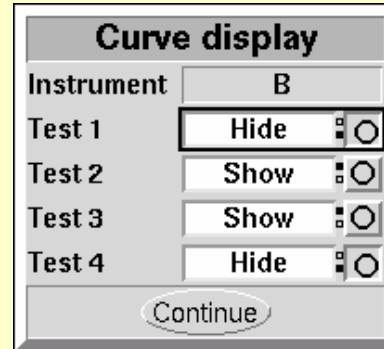 Curve display
Instrument B
Test 1 Hide
Test 2 Show
Test 3 Show
Test 4 Hide
Continue